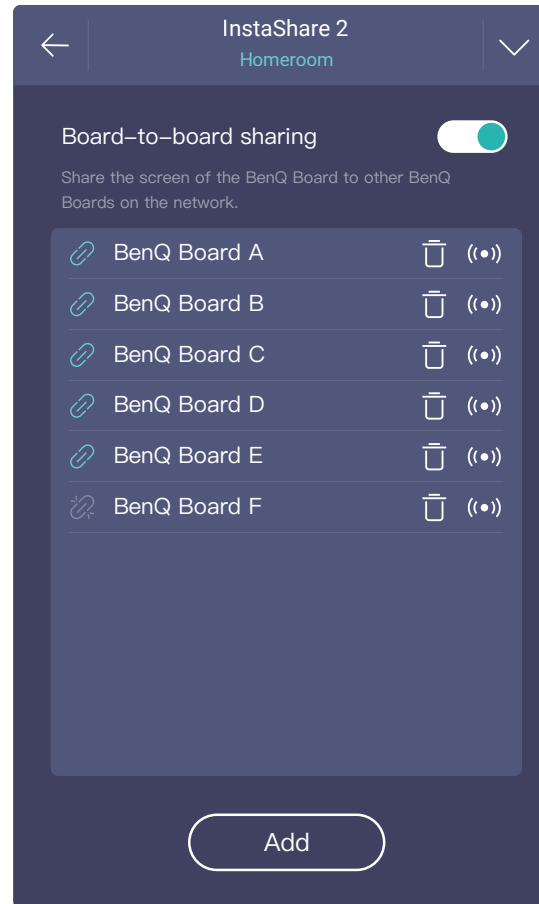 InstaShare 2
Homeroom
Board-to-board sharing
Share the screen of the BenQ Board to other BenQ
Boards on the network.
BenQ Board A
BenQ Board B
BenQ Board C
BenQ Board D
BenQ Board E
BenQ Board F
Add